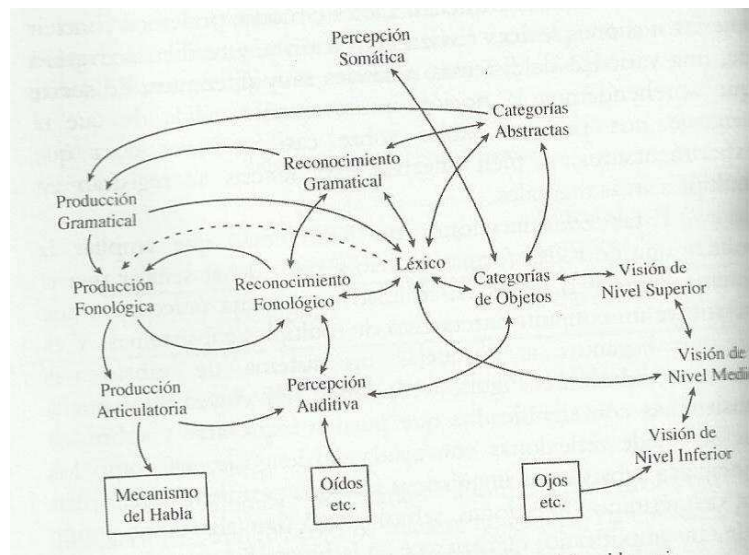 Percepción
Somática
Categorías
Abstractas
Reconocimiento
Gramatical
Producción
Gramatical
Léxico
Producción
Fonológica
Reconocimiento
Fonológico
Categorías
de Objetos
Visión de
Nivel Superior
Visión de
Nivel Medi
Producción
Articulatoria
Percepción
Auditiva
Visión de
Nivel Inferior
Mecanismo
del Habla
Oídos
etc.
Ojos
etc.